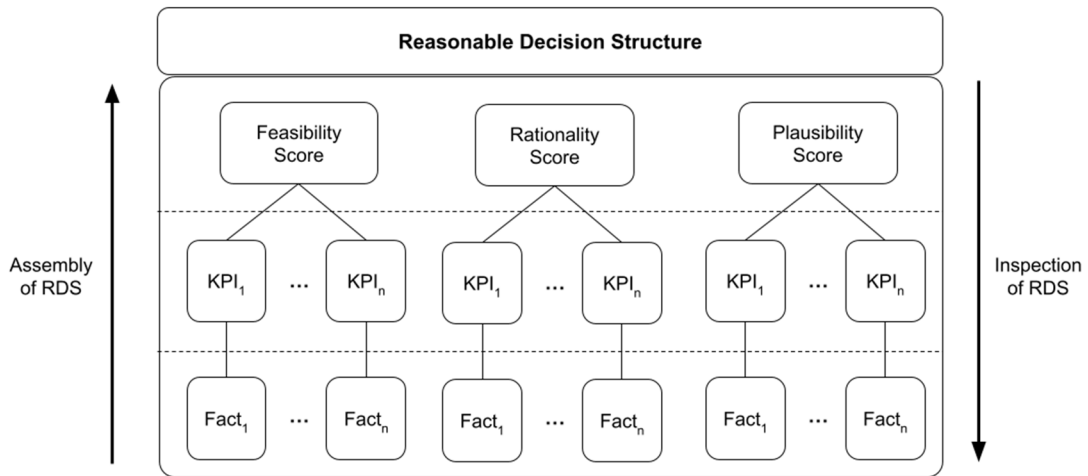 Reasonable Decision Structure
Feasibility
Score
Rationality
Score
Plausibility
Score
Assembly
of RDS
KPI₁ ... KPIₙ KPI₁ ... KPIₙ KPI₁ ... KPIₙ
Inspection
of RDS
Fact₁ ... Factₙ Fact₁ ... Factₙ Fact₁ ... Factₙ